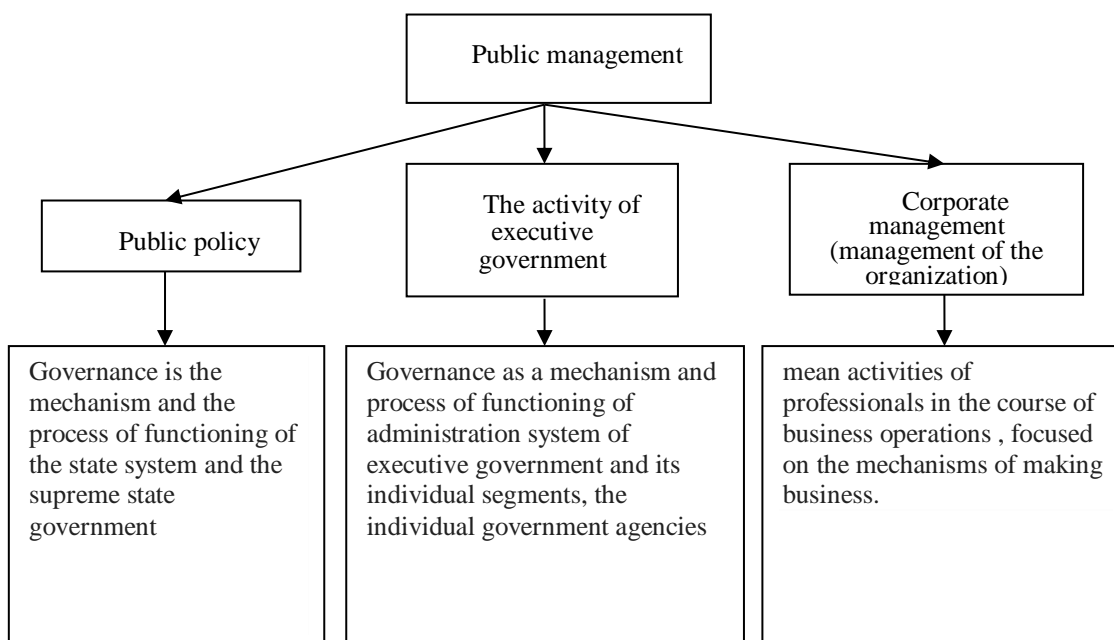 Public management
Public policy
The activity of
executive
government
Corporate
management
(management of the
organization)
Governance is the
mechanism and the
process of functioning of
the state system and the
supreme state
government
Governance as a mechanism and
process of functioning of
administration system of
executive government and its
individual segments, the
individual government agencies
mean activities of
professionals in the course of
business operations , focused
on the mechanisms of making
business.